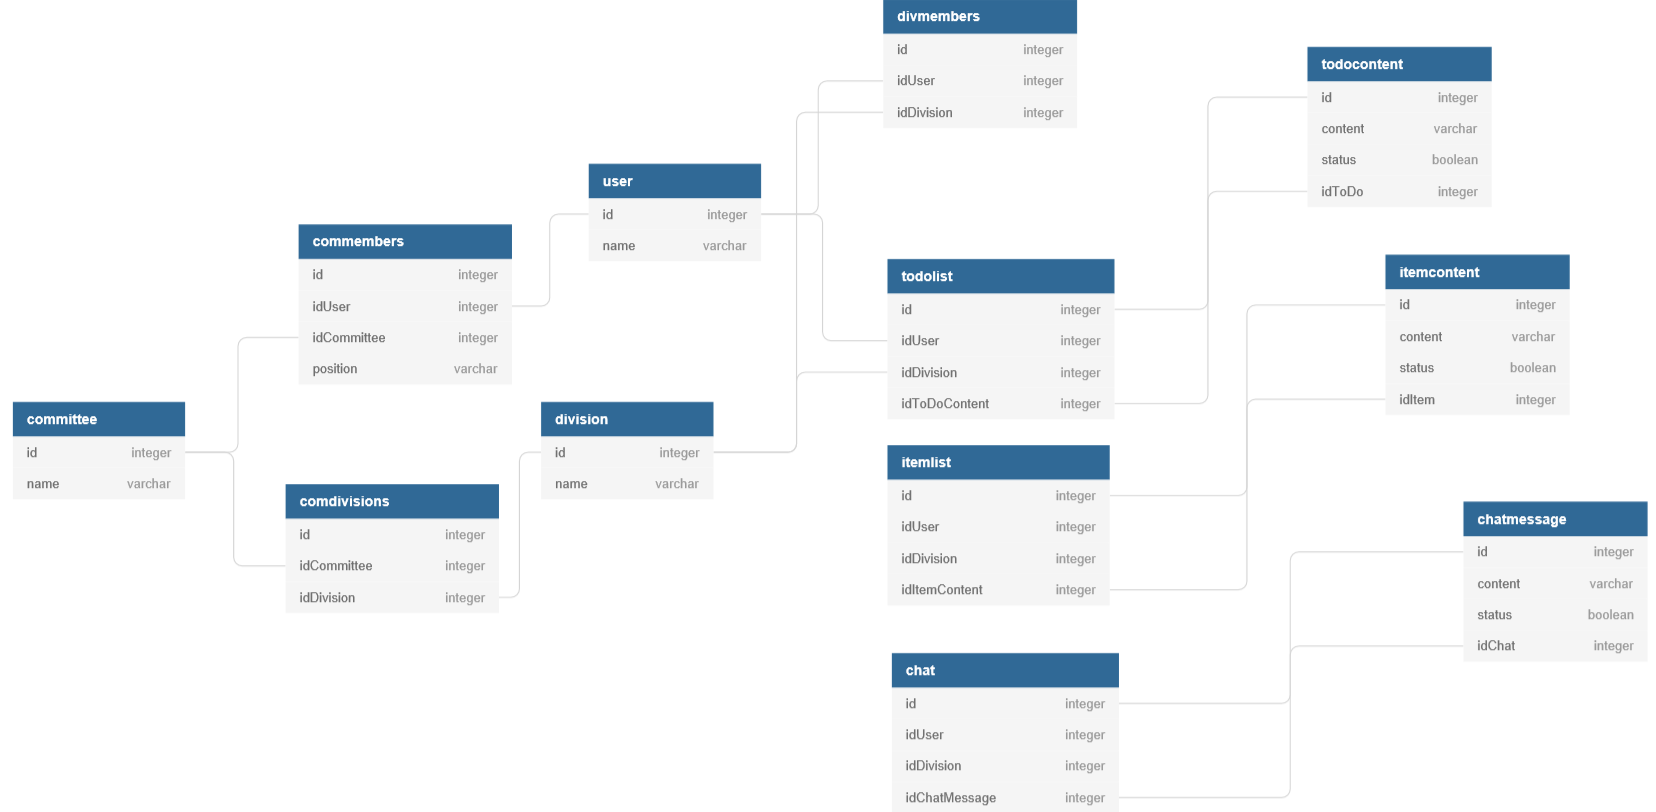 divmembers
id integer
idUser integer
idDivision integer
todocontent
id integer
content varchar
status boolean
idToDo integer
user
id integer
name varchar
commembers
id integer
idUser integer
idCommittee integer
position varchar
todolist
id integer
idUser integer
idDivision integer
idToDoContent integer
itemcontent
id integer
content varchar
status boolean
idItem integer
committee
id integer
name varchar
division
id integer
name varchar
comdivisions
id integer
idCommittee integer
idDivision integer
itemlist
id integer
idUser integer
idDivision integer
idItemContent integer
chatmessage
id integer
content varchar
status boolean
idChat integer
chat
id integer
idUser integer
idDivision integer
idChatMessage integer